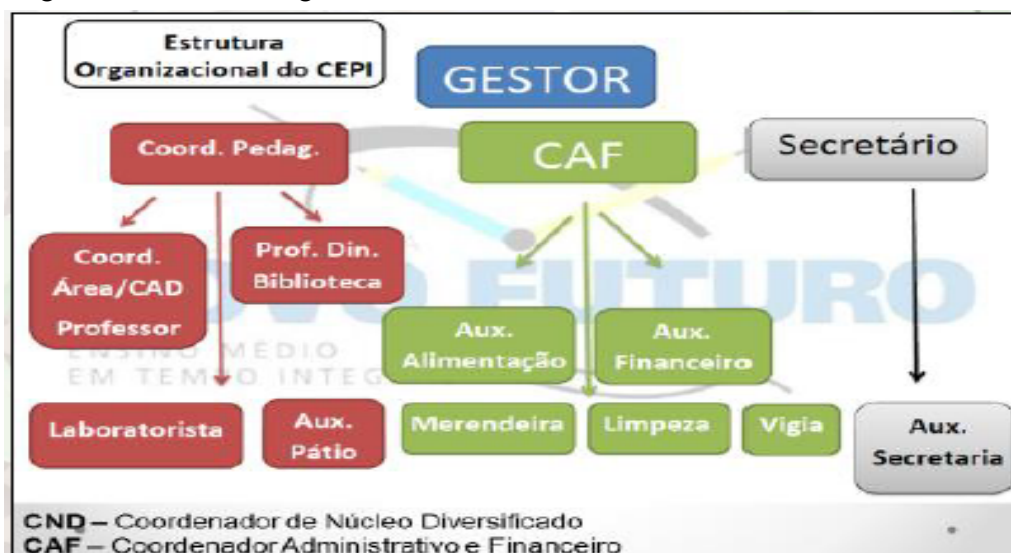 Estrutura
Organizacional do CEPI
GESTOR
Coord. Pedag.
CAF
Secretário
Coord.
Área/CAD
Professor
Prof. Din.
Biblioteca
OVO FUTURO
ENSINO MÉDIO
EM TEMPO INTEG
Aux.
Alimentação
Aux.
Financeiro
Laboratorista
Aux.
Pátio
Merendeira
Limpeza
Vigia
Aux.
Secretaria
CND – Coordenador de Núcleo Diversificado
CAF – Coordenador Administrativo e Financeiro